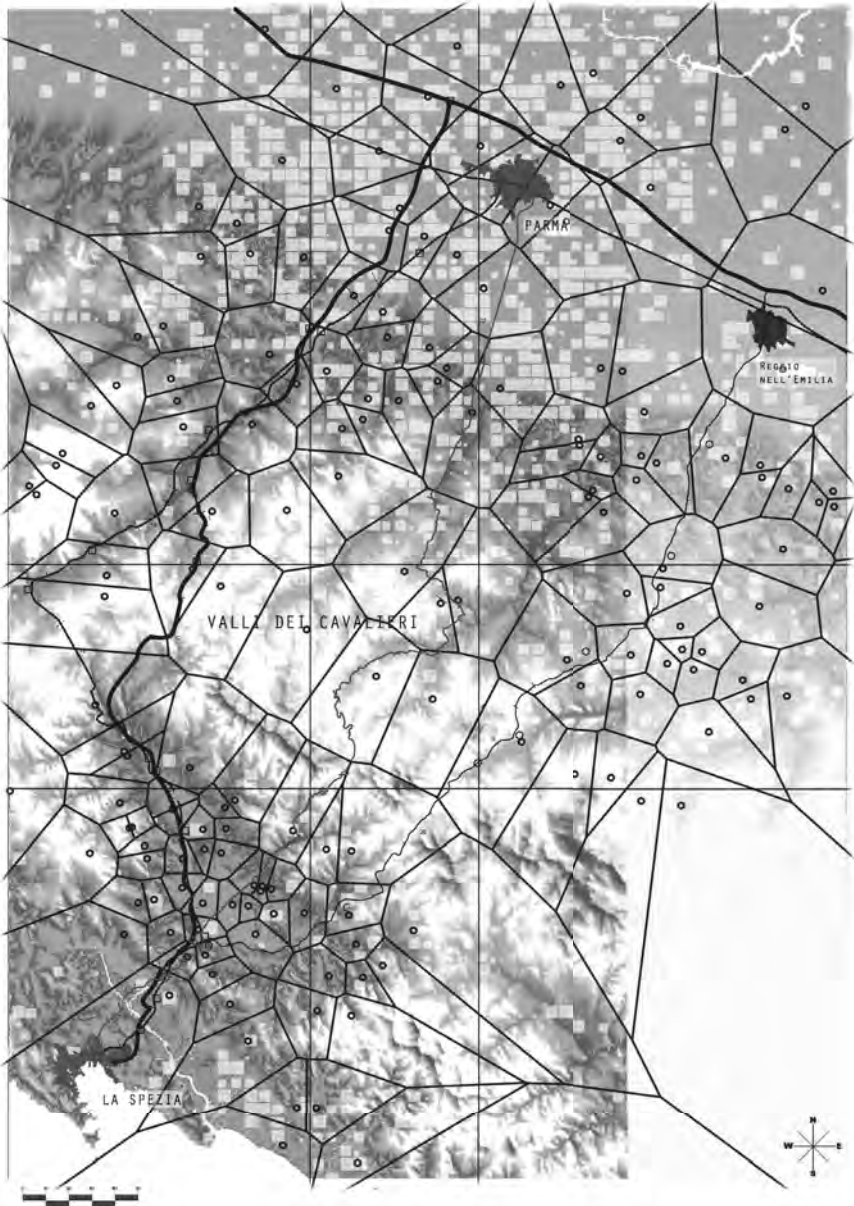 PARMA
REGGIO
NELL'EMILIA
VALLI DEI CAVALIERI
LA SPEZIA
N
W E
S